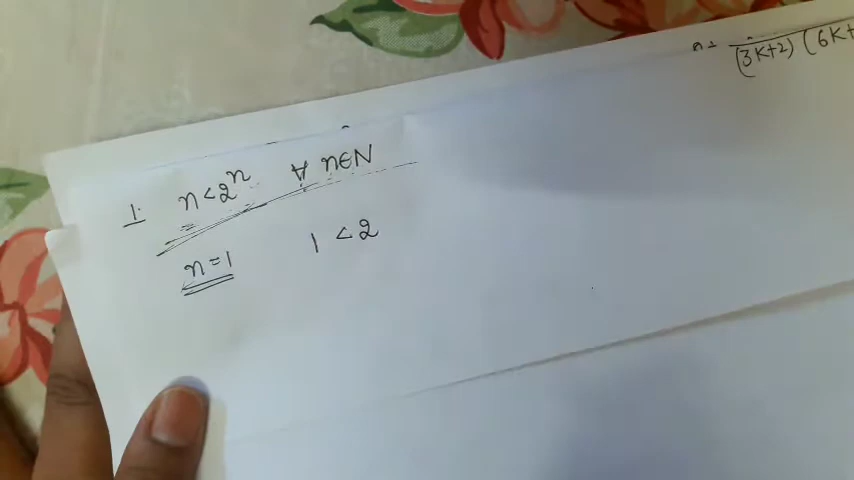 1. n<2ⁿ ∀ n∈N
n=1 1 < 2
(3K+2) (6K+